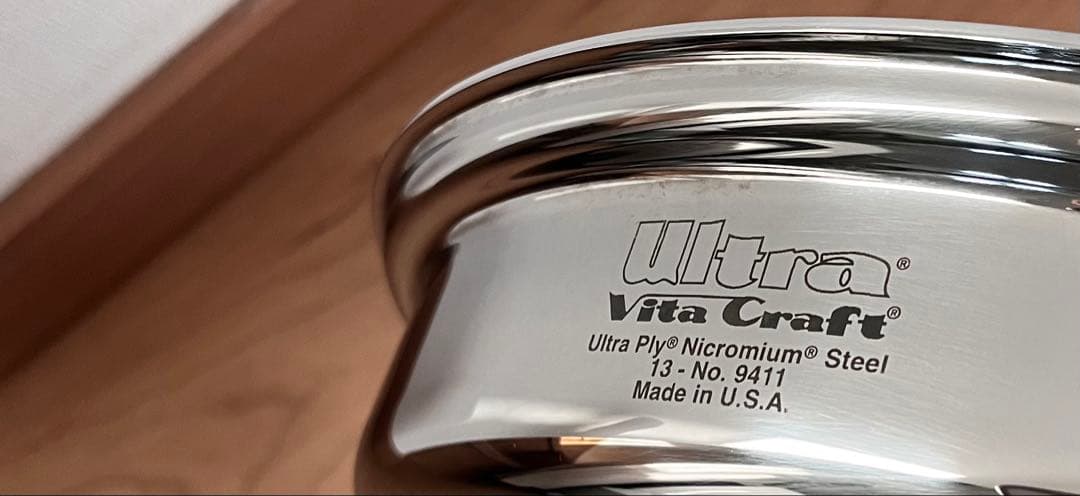 ultra®
Vita Craft®
Ultra Ply® Nicromium® Steel
13 - No. 9411
Made in U.S.A.